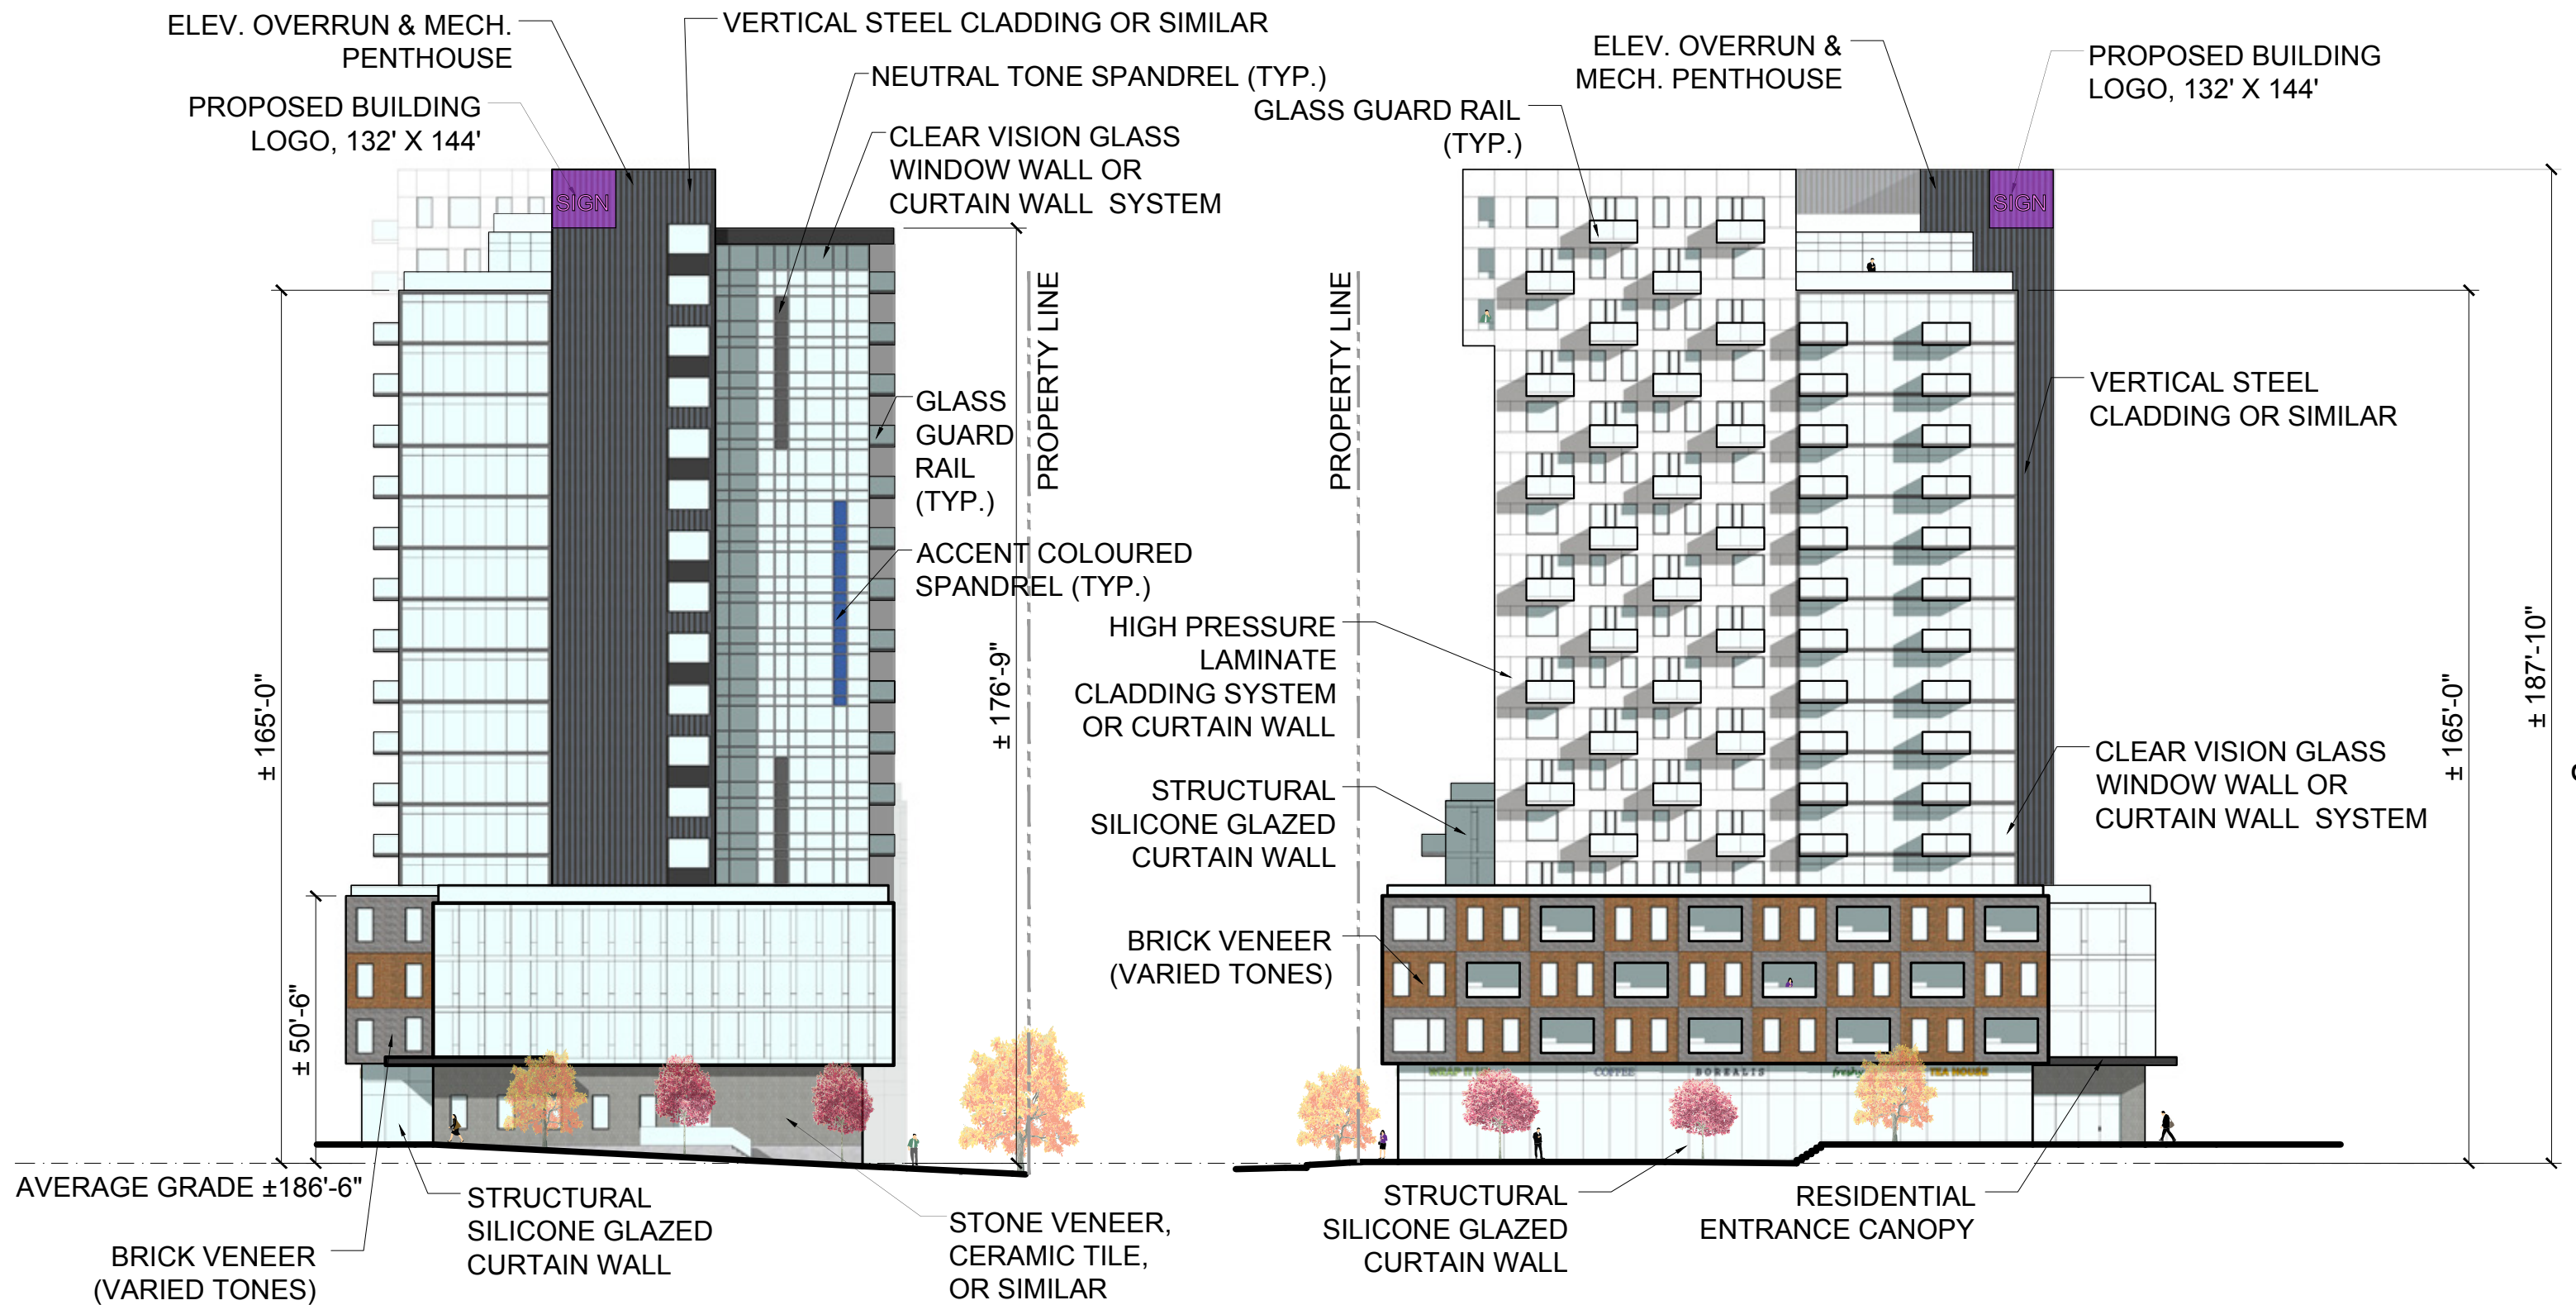 ELEV. OVERRUN & MECH.
PENTHOUSE
VERTICAL STEEL CLADDING OR SIMILAR
PROPOSED BUILDING
LOGO, 132' X 144'
NEUTRAL TONE SPANDREL (TYP.)
CLEAR VISION GLASS
WINDOW WALL OR
CURTAIN WALL SYSTEM
SIGN
GLASS
GUARD
RAIL
(TYP.)
PROPERTY LINE
ACCENT COLOURED
SPANDREL (TYP.)
± 165'-0"
± 176'-9"
± 50'-6"
AVERAGE GRADE ±186'-6"
BRICK VENEER
(VARIED TONES)
STRUCTURAL
SILICONE GLAZED
CURTAIN WALL
STONE VENEER,
CERAMIC TILE,
OR SIMILAR
ELEV. OVERRUN &
MECH. PENTHOUSE
PROPOSED BUILDING
LOGO, 132' X 144'
GLASS GUARD RAIL
(TYP.)
SIGN
PROPERTY LINE
VERTICAL STEEL
CLADDING OR SIMILAR
HIGH PRESSURE
LAMINATE
CLADDING SYSTEM
OR CURTAIN WALL
± 165'-0"
± 187'-10"
STRUCTURAL
SILICONE GLAZED
CURTAIN WALL
CLEAR VISION GLASS
WINDOW WALL OR
CURTAIN WALL SYSTEM
BRICK VENEER
(VARIED TONES)
WRAP IT
COFFEE
BOREALIS
freshly
TEA HOUSE
STRUCTURAL
SILICONE GLAZED
CURTAIN WALL
RESIDENTIAL
ENTRANCE CANOPY